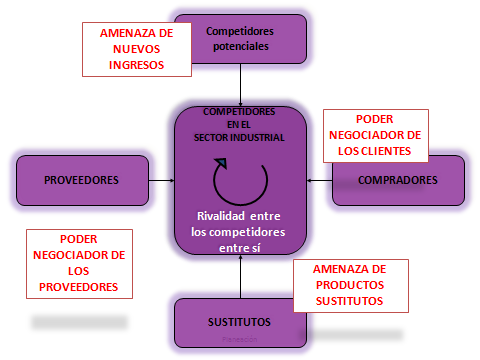 AMENAZA DE
NUEVOS
INGRESOS
Competidores
potenciales
COMPETIDORES
EN EL
SECTOR INDUSTRIAL
PODER
NEGOCIADOR DE
LOS CLIENTES
PROVEEDORES
COMPRADORES
Rivalidad entre
los competidores
entre sí
PODER
NEGOCIADOR DE
LOS
PROVEEDORES
AMENAZA DE
PRODUCTOS
SUSTITUTOS
SUSTITUTOS